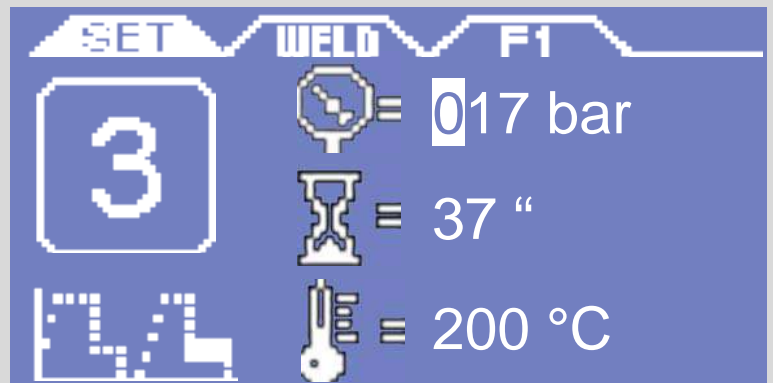 SET WELD F1
3
= 017 bar
= 37 “
= 200 °C